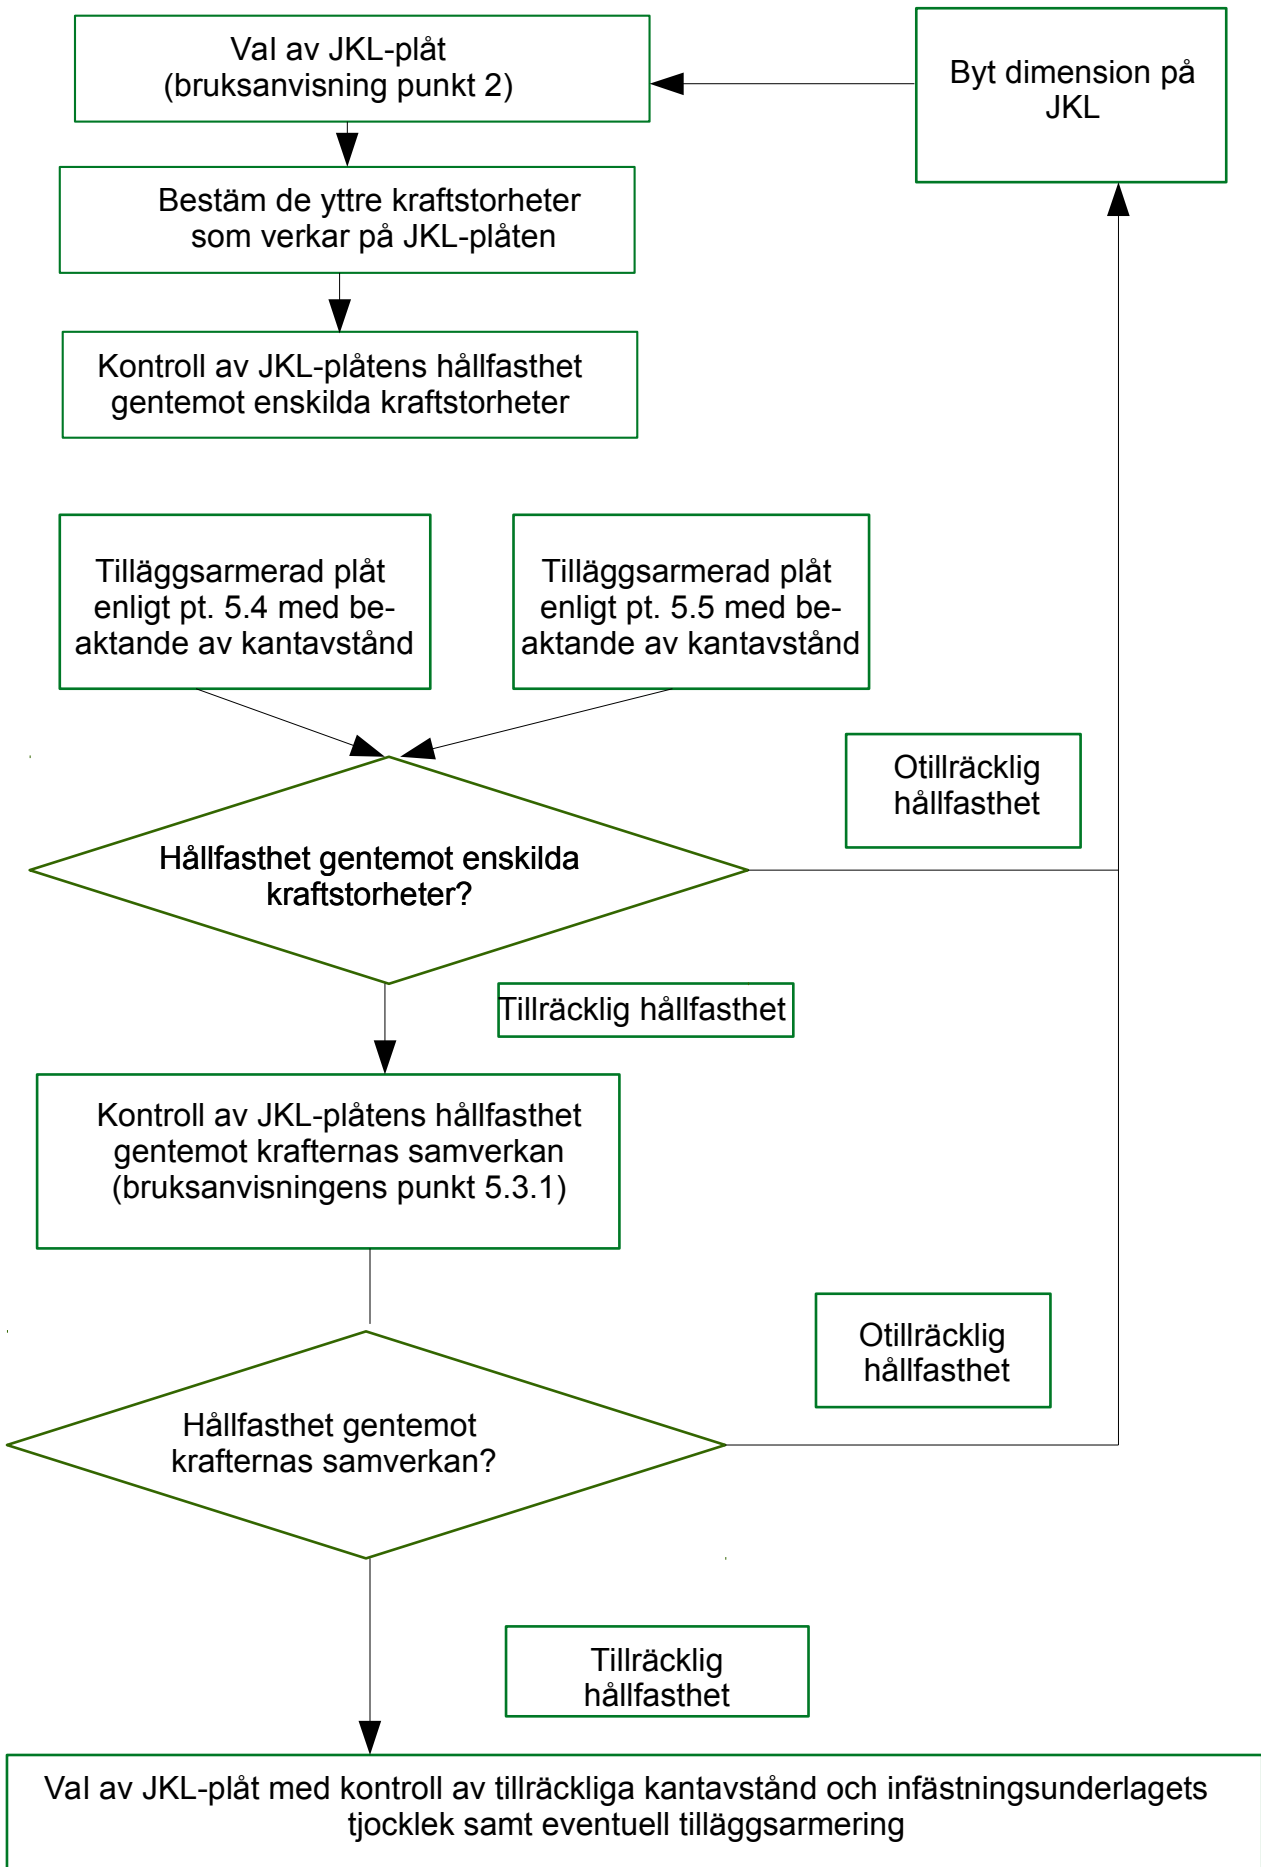 Val av JKL-plåt
(bruksanvisning punkt 2)
Byt dimension på
JKL
Bestäm de yttre kraftstorheter
som verkar på JKL-plåten
Kontroll av JKL-plåtens hållfasthet
gentemot enskilda kraftstorheter
Tilläggsarmerad plåt
enligt pt. 5.4 med be-
aktande av kantavstånd
Tilläggsarmerad plåt
enligt pt. 5.5 med be-
aktande av kantavstånd
Otillräcklig
hållfasthet
Hållfasthet gentemot enskilda
kraftstorheter?
Tillräcklig hållfasthet
Kontroll av JKL-plåtens hållfasthet
gentemot krafternas samverkan
(bruksanvisningens punkt 5.3.1)
Otillräcklig
hållfasthet
Hållfasthet gentemot
krafternas samverkan?
Tillräcklig
hållfasthet
Val av JKL-plåt med kontroll av tillräckliga kantavstånd och infästningsunderlagets
tjocklek samt eventuell tilläggsarmering